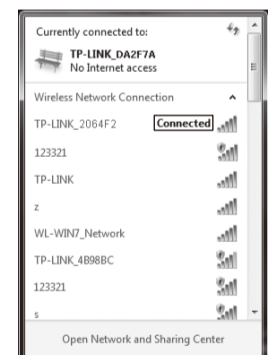 Currently connected to:
TP-LINK_DA2F7A
No Internet access
Wireless Network Connection
TP-LINK_2064F2 Connected
123321
TP-LINK
z
WL-WIN7_Network
TP-LINK_4B98BC
123321
s
Open Network and Sharing Center